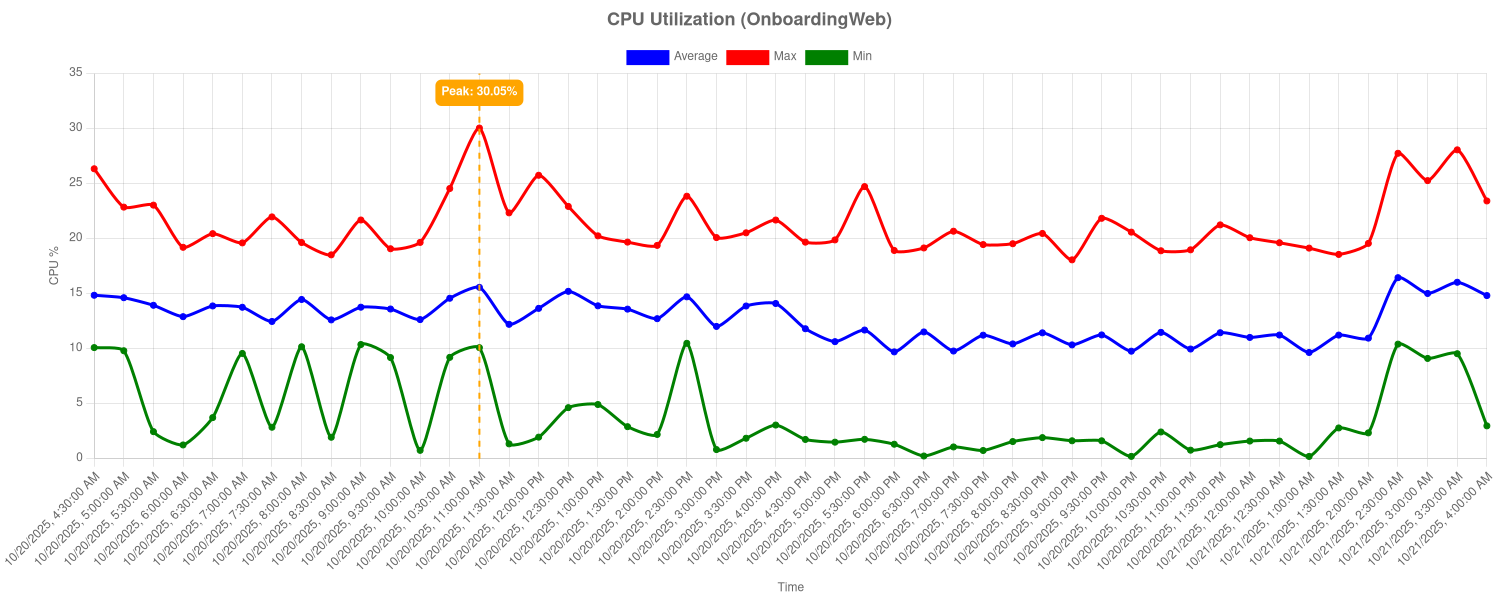 CPU Utilization (OnboardingWeb)
Average
Max
Min
35
Peak: 30.05%
30
25
20
15
10
5
0
CPU %
10/20/2025, 4:30:00 AM
10/20/2025, 5:00:00 AM
10/20/2025, 5:30:00 AM
10/20/2025, 6:00:00 AM
10/20/2025, 6:30:00 AM
10/20/2025, 7:00:00 AM
10/20/2025, 7:30:00 AM
10/20/2025, 8:00:00 AM
10/20/2025, 8:30:00 AM
10/20/2025, 9:00:00 AM
10/20/2025, 9:30:00 AM
10/20/2025, 10:00:00 AM
10/20/2025, 10:30:00 AM
10/20/2025, 11:00:00 AM
10/20/2025, 11:30:00 AM
10/20/2025, 12:00:00 PM
10/20/2025, 12:30:00 PM
10/20/2025, 1:00:00 PM
10/20/2025, 1:30:00 PM
10/20/2025, 2:00:00 PM
10/20/2025, 2:30:00 PM
10/20/2025, 3:00:00 PM
10/20/2025, 3:30:00 PM
10/20/2025, 4:00:00 PM
10/20/2025, 4:30:00 PM
10/20/2025, 5:00:00 PM
10/20/2025, 5:30:00 PM
10/20/2025, 6:00:00 PM
10/20/2025, 6:30:00 PM
10/20/2025, 7:00:00 PM
10/20/2025, 7:30:00 PM
10/20/2025, 8:00:00 PM
10/20/2025, 8:30:00 PM
10/20/2025, 9:00:00 PM
10/20/2025, 9:30:00 PM
10/20/2025, 10:00:00 PM
10/20/2025, 10:30:00 PM
10/20/2025, 11:00:00 PM
10/20/2025, 11:30:00 PM
10/21/2025, 12:00:00 AM
10/21/2025, 12:30:00 AM
10/21/2025, 1:00:00 AM
10/21/2025, 1:30:00 AM
10/21/2025, 2:00:00 AM
10/21/2025, 2:30:00 AM
10/21/2025, 3:00:00 AM
10/21/2025, 3:30:00 AM
10/21/2025, 4:00:00 AM
Time